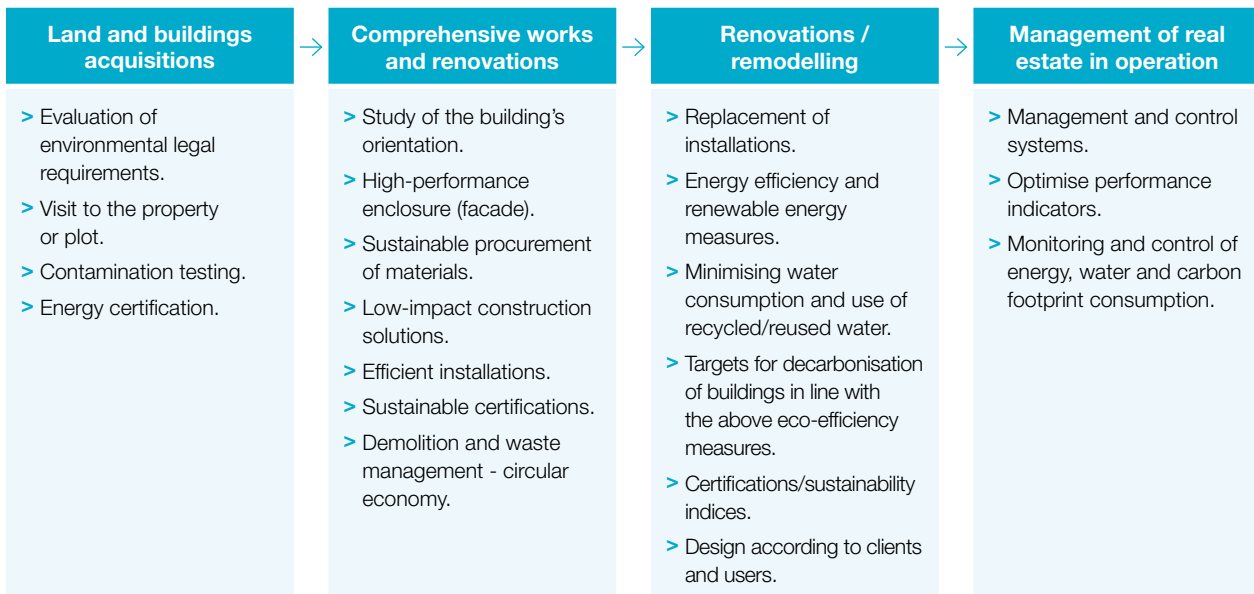 Land and buildings
acquisitions
> Evaluation of
environmental legal
requirements.
> Visit to the property
or plot.
> Contamination testing.
> Energy certification.
Comprehensive works
and renovations
> Study of the building’s
orientation.
> High-performance
enclosure (facade).
> Sustainable procurement
of materials.
> Low-impact construction
solutions.
> Efficient installations.
> Sustainable certifications.
> Demolition and waste
management - circular
economy.
Renovations /
remodelling
> Replacement of
installations.
> Energy efficiency and
renewable energy
measures.
> Minimising water
consumption and use of
recycled/reused water.
> Targets for decarbonisation
of buildings in line with
the above eco-efficiency
measures.
> Certifications/sustainability
indices.
> Design according to clients
and users.
Management of real
estate in operation
> Management and control
systems.
> Optimise performance
indicators.
> Monitoring and control of
energy, water and carbon
footprint consumption.